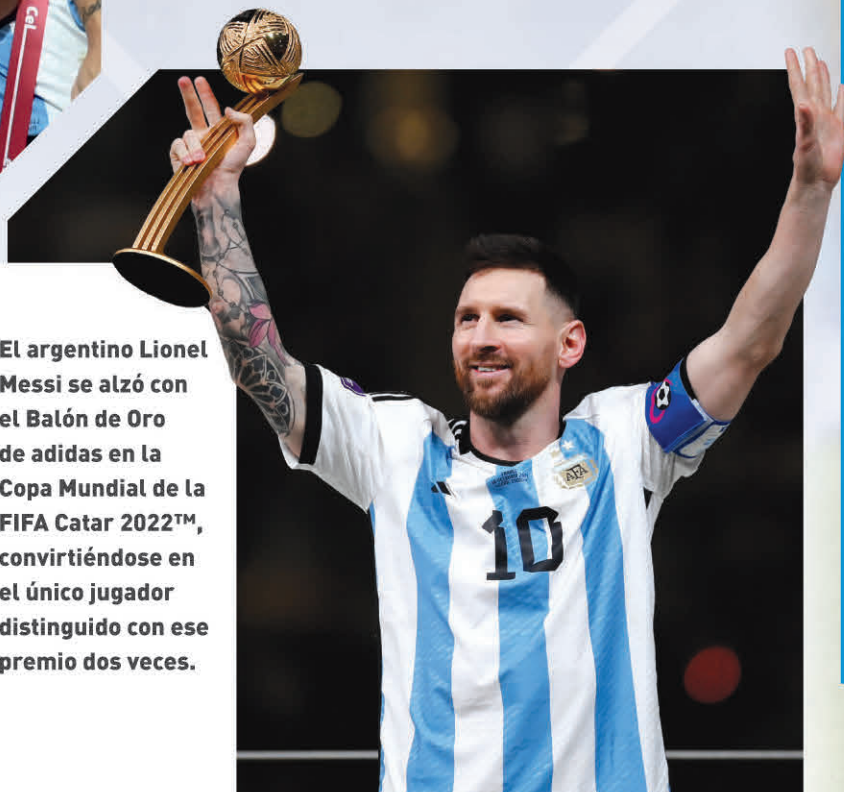 Cel
El argentino Lionel
Messi se alzó con
el Balón de Oro
de adidas en la
Copa Mundial de la
FIFA Catar 2022™,
convirtiéndose en
el único jugador
distinguido con ese
premio dos veces.
AFA
10